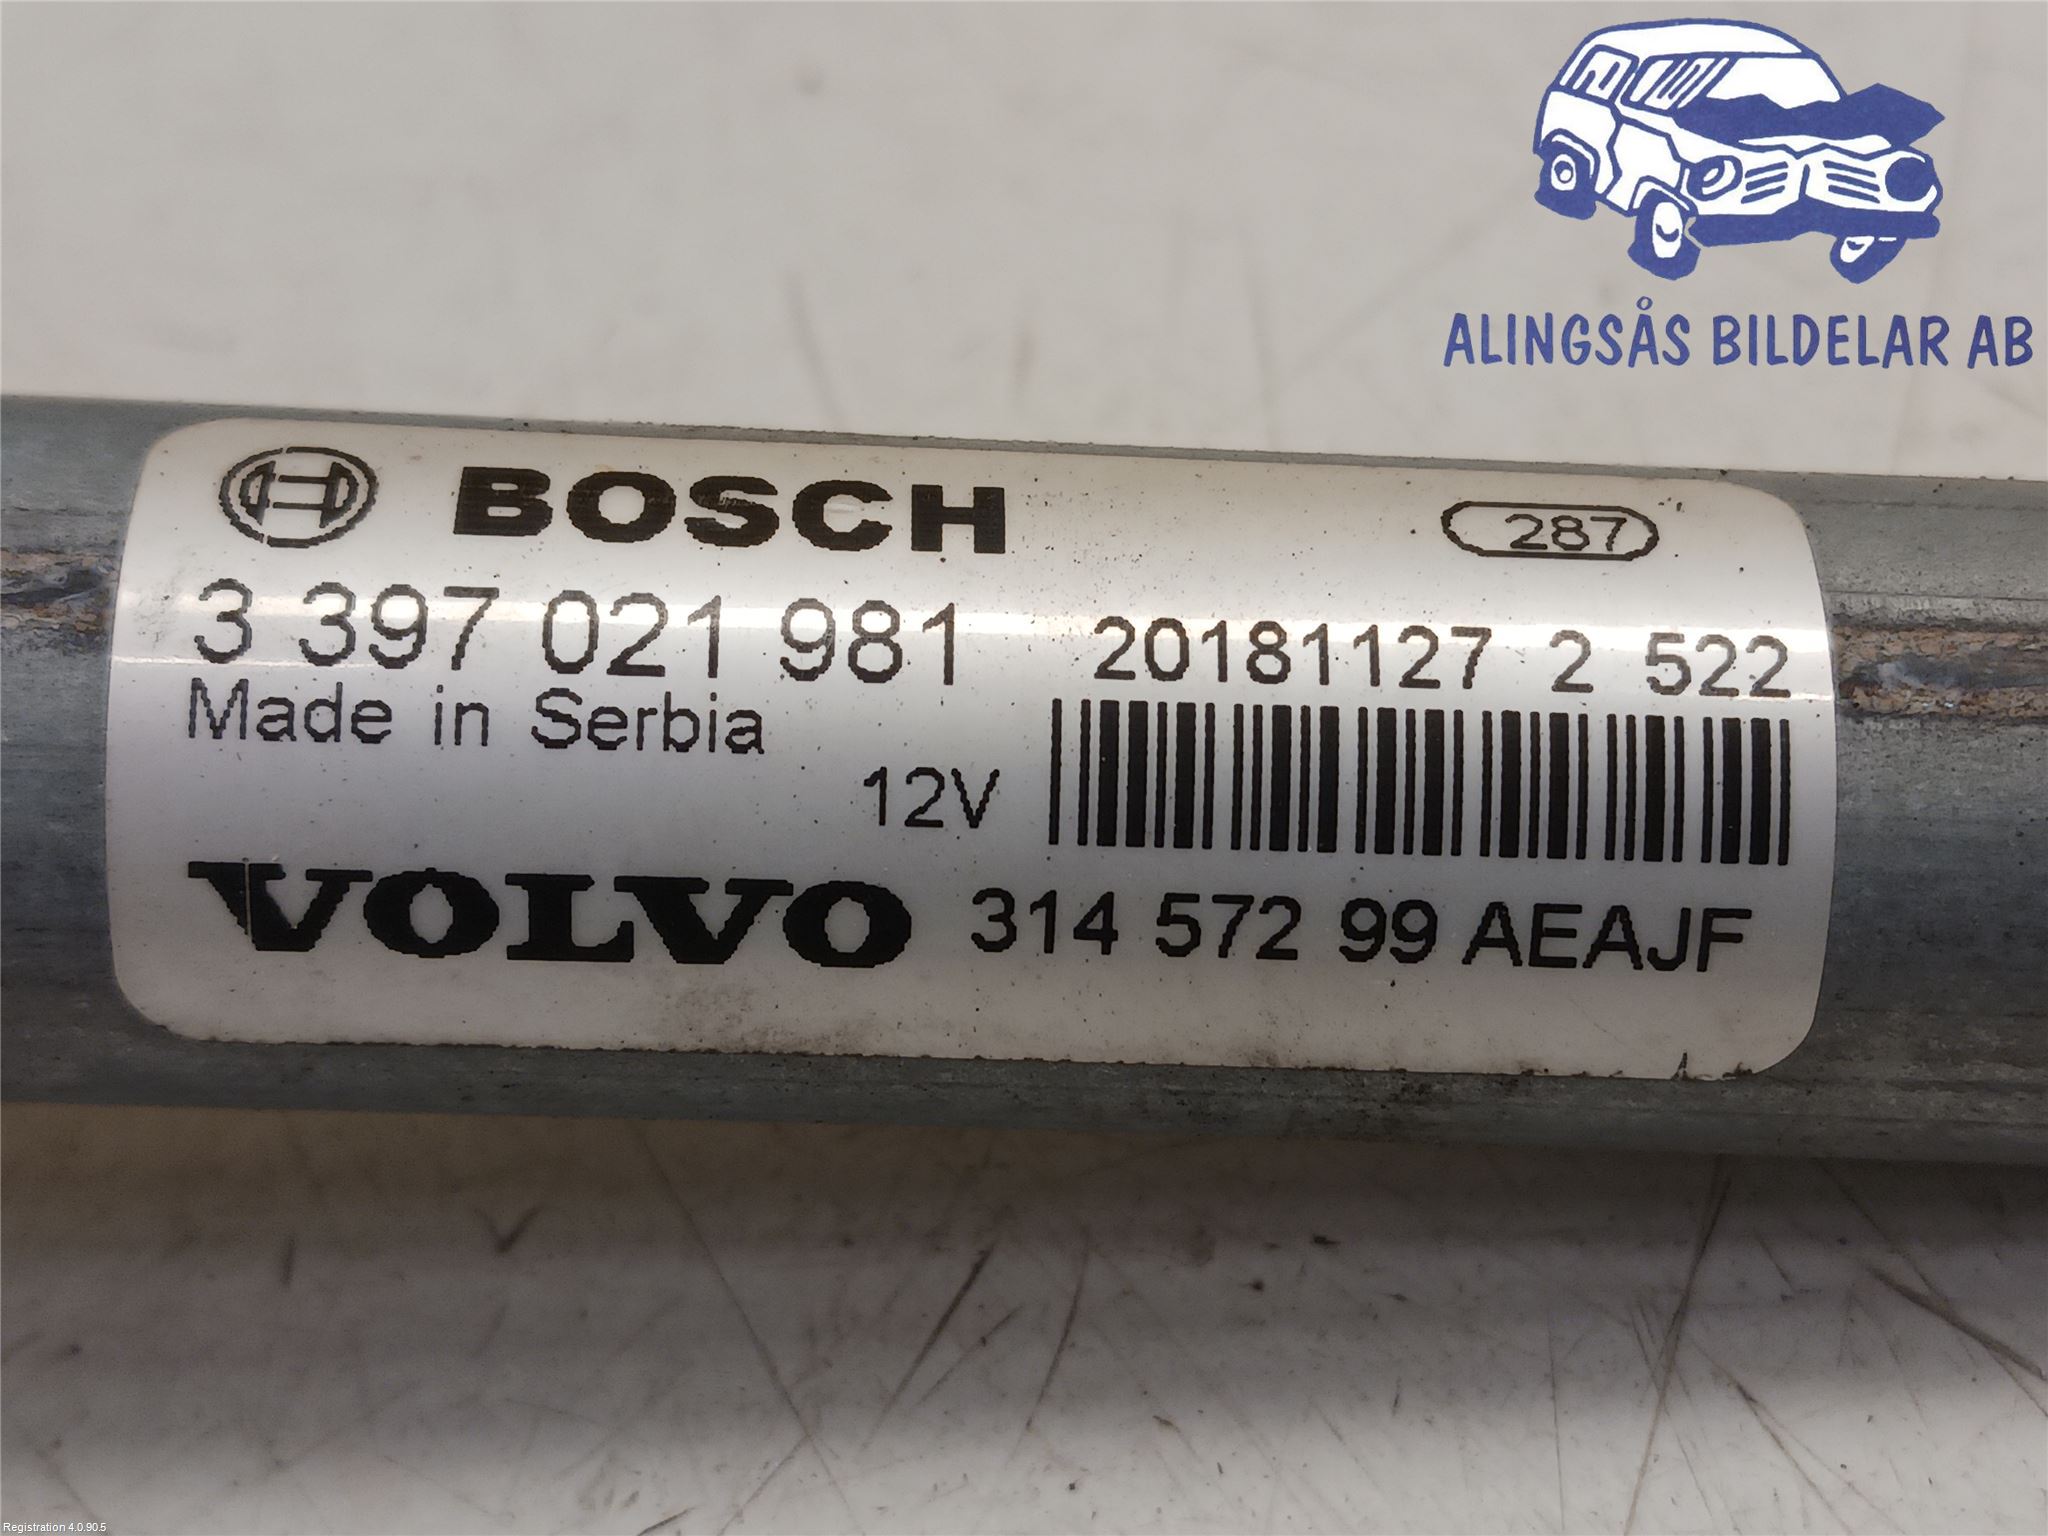 ALINGSÅS BILDELAR AB
BOSCH
287
3 397 021 981
20181127 2 522
Made in Serbia
12V
VOLVO 314 572 99 AEAJF
Registration 4.0.90.5